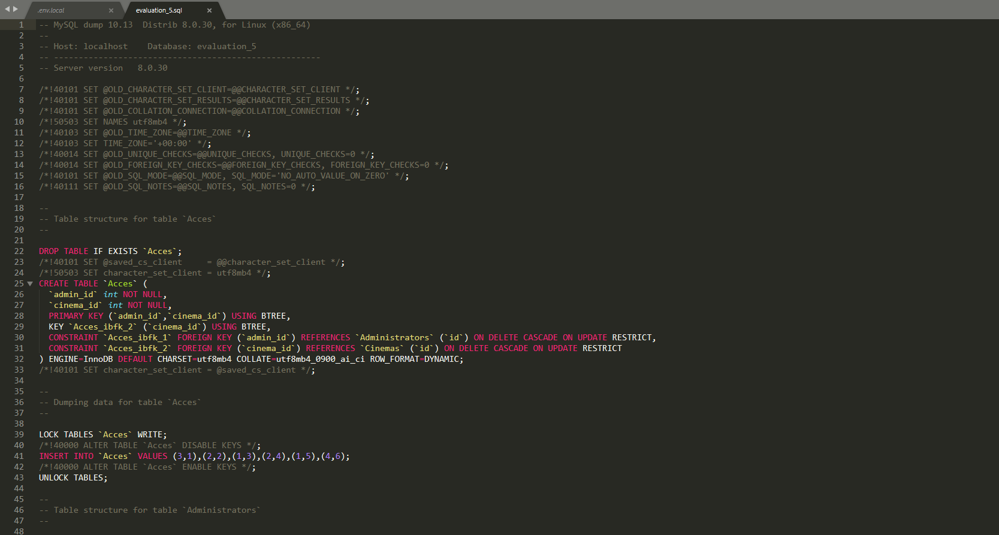 .env.local × evaluation_5.sql ×
1 -- MySQL dump 10.13  Distrib 8.0.30, for Linux (x86_64)
2 --
3 -- Host: localhost    Database: evaluation_5
4 -- ------------------------------------------------------
5 -- Server version	8.0.30
6
7 /*!40101 SET @OLD_CHARACTER_SET_CLIENT=@@CHARACTER_SET_CLIENT */;
8 /*!40101 SET @OLD_CHARACTER_SET_RESULTS=@@CHARACTER_SET_RESULTS */;
9 /*!40101 SET @OLD_COLLATION_CONNECTION=@@COLLATION_CONNECTION */;
10 /*!50503 SET NAMES utf8mb4 */;
11 /*!40103 SET @OLD_TIME_ZONE=@@TIME_ZONE */;
12 /*!40103 SET TIME_ZONE='+00:00' */;
13 /*!40014 SET @OLD_UNIQUE_CHECKS=@@UNIQUE_CHECKS, UNIQUE_CHECKS=0 */;
14 /*!40014 SET @OLD_FOREIGN_KEY_CHECKS=@@FOREIGN_KEY_CHECKS, FOREIGN_KEY_CHECKS=0 */;
15 /*!40101 SET @OLD_SQL_MODE=@@SQL_MODE, SQL_MODE='NO_AUTO_VALUE_ON_ZERO' */;
16 /*!40111 SET @OLD_SQL_NOTES=@@SQL_NOTES, SQL_NOTES=0 */;
17
18 --
19 -- Table structure for table `Acces`
20 --
21
22 DROP TABLE IF EXISTS `Acces`;
23 /*!40101 SET @saved_cs_client     = @@character_set_client */;
24 /*!50503 SET character_set_client = utf8mb4 */;
25 CREATE TABLE `Acces` (
26   `admin_id` int NOT NULL,
27   `cinema_id` int NOT NULL,
28   PRIMARY KEY (`admin_id`,`cinema_id`) USING BTREE,
29   KEY `Acces_ibfk_2` (`cinema_id`) USING BTREE,
30   CONSTRAINT `Acces_ibfk_1` FOREIGN KEY (`admin_id`) REFERENCES `Administrators` (`id`) ON DELETE CASCADE ON UPDATE RESTRICT,
31   CONSTRAINT `Acces_ibfk_2` FOREIGN KEY (`cinema_id`) REFERENCES `Cinemas` (`id`) ON DELETE CASCADE ON UPDATE RESTRICT
32 ) ENGINE=InnoDB DEFAULT CHARSET=utf8mb4 COLLATE=utf8mb4_0900_ai_ci ROW_FORMAT=DYNAMIC;
33 /*!40101 SET character_set_client = @saved_cs_client */;
34
35 --
36 -- Dumping data for table `Acces`
37 --
38
39 LOCK TABLES `Acces` WRITE;
40 /*!40000 ALTER TABLE `Acces` DISABLE KEYS */;
41 INSERT INTO `Acces` VALUES (3,1),(2,2),(1,3),(2,4),(1,5),(4,6);
42 /*!40000 ALTER TABLE `Acces` ENABLE KEYS */;
43 UNLOCK TABLES;
44
45 --
46 -- Table structure for table `Administrators`
47 --
48